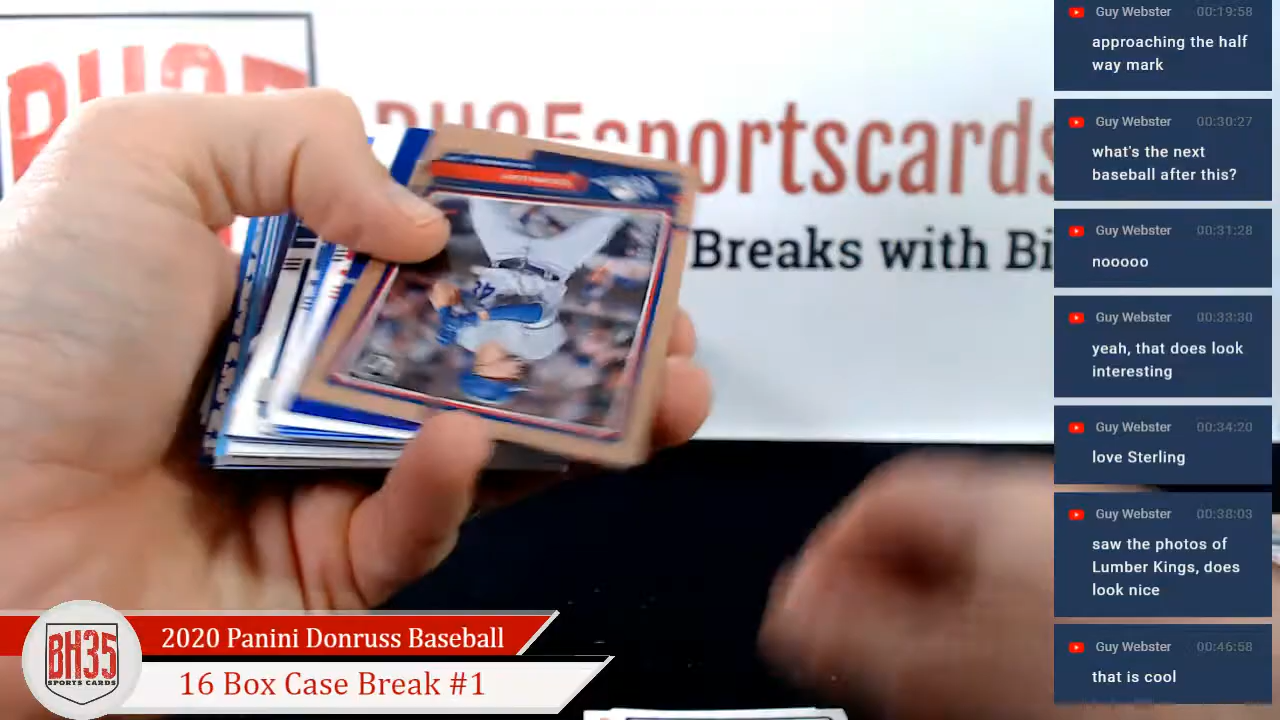 BH35
BH35sportscards
Breaks with Bi
42
2020 Panini Donruss Baseball
16 Box Case Break #1
BH35
SPORTS CARDS
Guy Webster 00:19:58
approaching the half
way mark
Guy Webster 00:30:27
what's the next
baseball after this?
Guy Webster 00:31:28
nooooo
Guy Webster 00:33:30
yeah, that does look
interesting
Guy Webster 00:34:20
love Sterling
Guy Webster 00:38:03
saw the photos of
Lumber Kings, does
look nice
Guy Webster 00:46:58
that is cool